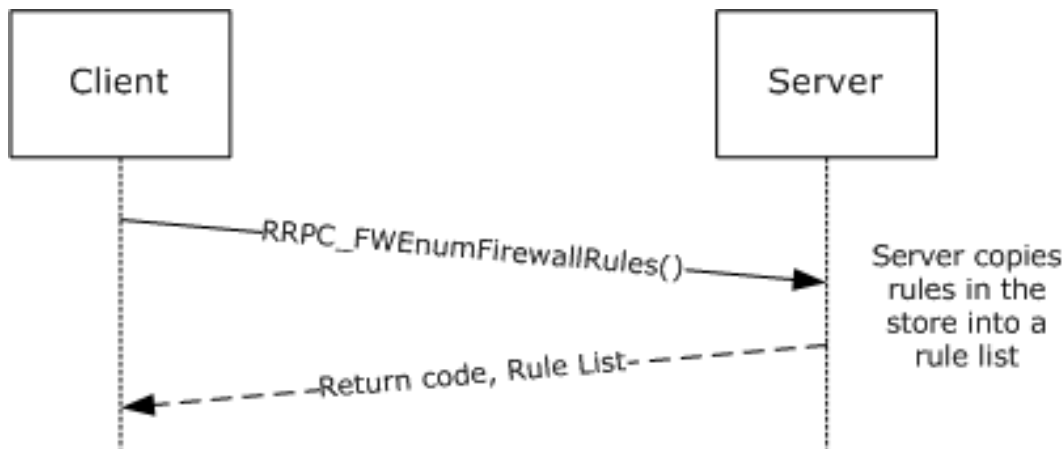 Client
Server
RRPC_FWEnumFirewallRules()
Server copies
rules in the
store into a
rule list
Return code, Rule List